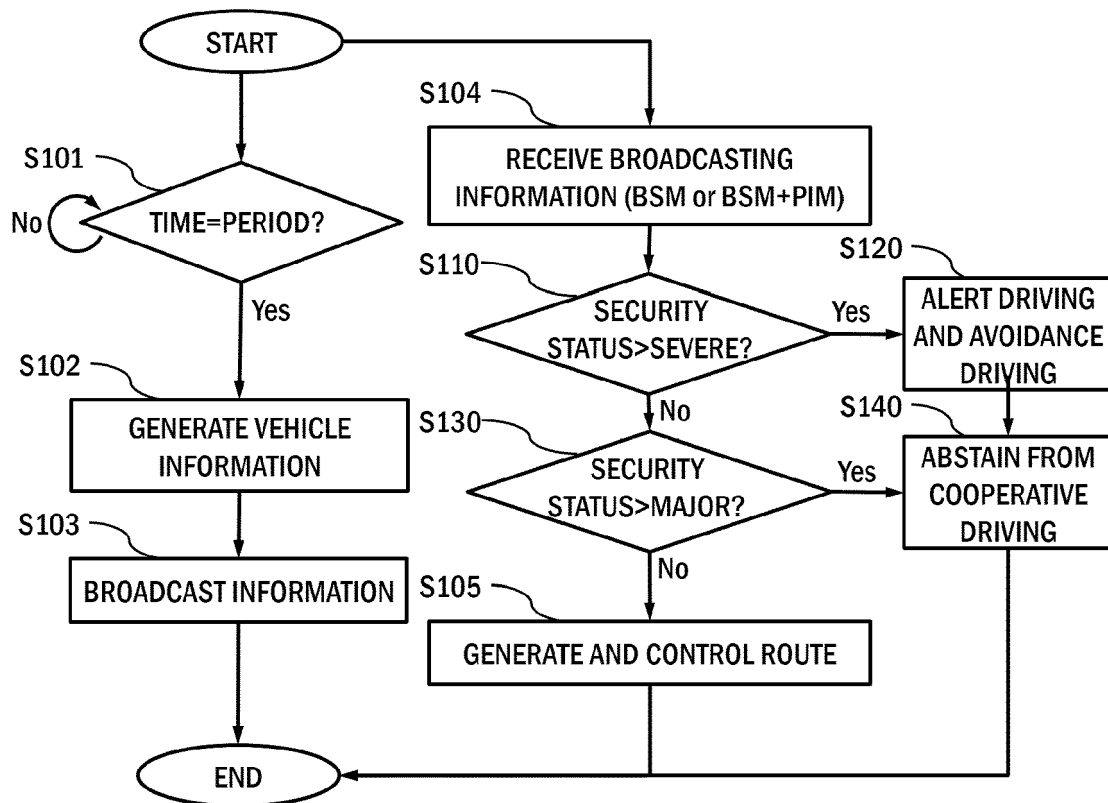 START
S101
No
TIME=PERIOD?
Yes
S102
GENERATE VEHICLE
INFORMATION
S103
BROADCAST INFORMATION
S104
RECEIVE BROADCASTING
INFORMATION (BSM or BSM+PIM)
S110
SECURITY
STATUS>SEVERE?
Yes
No
S120
ALERT DRIVING
AND AVOIDANCE
DRIVING
S130
SECURITY
STATUS>MAJOR?
Yes
No
S140
ABSTAIN FROM
COOPERATIVE
DRIVING
S105
GENERATE AND CONTROL ROUTE
END